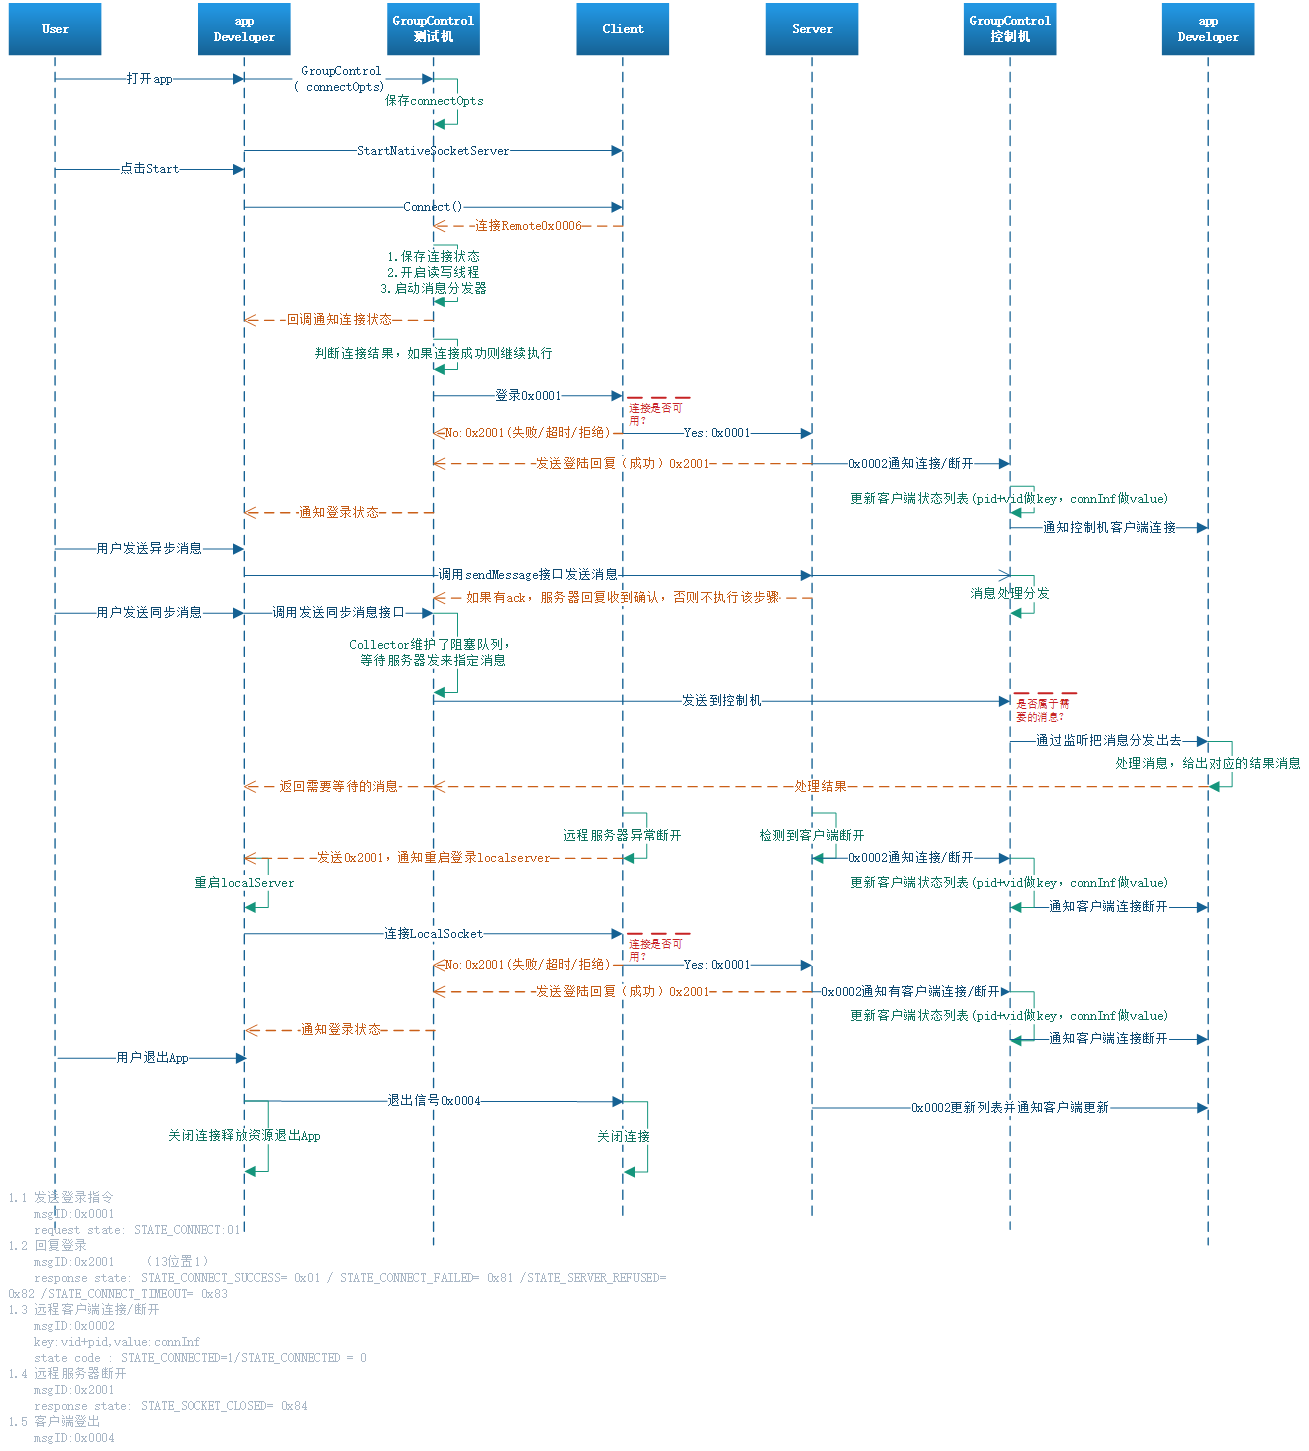 User
app
Developer
GroupControl
测试机
Client
Server
GroupControl
控制机
app
Developer
打开app
GroupControl
( connectOpts)
保存connectOpts
StartNativeSocketServer
点击Start
Connect()
连接Remote0x0006
1.保存连接状态
2.开启读写线程
3.启动消息分发器
回调通知连接状态
判断连接结果，如果连接成功则继续执行
登录0x0001
连接是否可
用？
No:0x2001(失败/超时/拒绝)
Yes:0x0001
发送登陆回复（成功）0x2001
0x0002通知连接/断开
更新客户端状态列表(pid+vid做key，connInf做value)
通知登录状态
通知控制机客户端连接
用户发送异步消息
调用sendMessage接口发送消息
消息处理分发
如果有ack，服务器回复收到确认，否则不执行该步骤
用户发送同步消息
调用发送同步消息接口
Collector维护了阻塞队列，
等待服务器发来指定消息
发送到控制机
是否属于需
要的消息？
通过监听把消息分发出去
处理消息，给出对应的结果消息
返回需要等待的消息
处理结果
远程服务器异常断开
检测到客户端断开
发送0x2001，通知重启登录localserver
0x0002通知连接/断开
重启localServer
更新客户端状态列表(pid+vid做key，connInf做value)
通知客户端连接断开
连接LocalSocket
连接是否可
用？
No:0x2001(失败/超时/拒绝)
Yes:0x0001
发送登陆回复（成功）0x2001
0x0002通知有客户端连接/断开
更新客户端状态列表(pid+vid做key，connInf做value)
通知登录状态
通知客户端连接断开
用户退出App
退出信号0x0004
0x0002更新列表并通知客户端更新
关闭连接释放资源退出App
关闭连接
1.1 发送登录指令
msgID:0x0001
request state: STATE_CONNECT:01
1.2 回复登录
msgID:0x2001 （13位置1）
response state: STATE_CONNECT_SUCCESS= 0x01 / STATE_CONNECT_FAILED= 0x81 /STATE_SERVER_REFUSED=
0x82 /STATE_CONNECT_TIMEOUT= 0x83
1.3 远程客户端连接/断开
msgID:0x0002
key:vid+pid,value:connInf
state code : STATE_CONNECTED=1/STATE_CONNECTED = 0
1.4 远程服务器断开
msgID:0x2001
response state: STATE_SOCKET_CLOSED= 0x84
1.5 客户端登出
msgID:0x0004